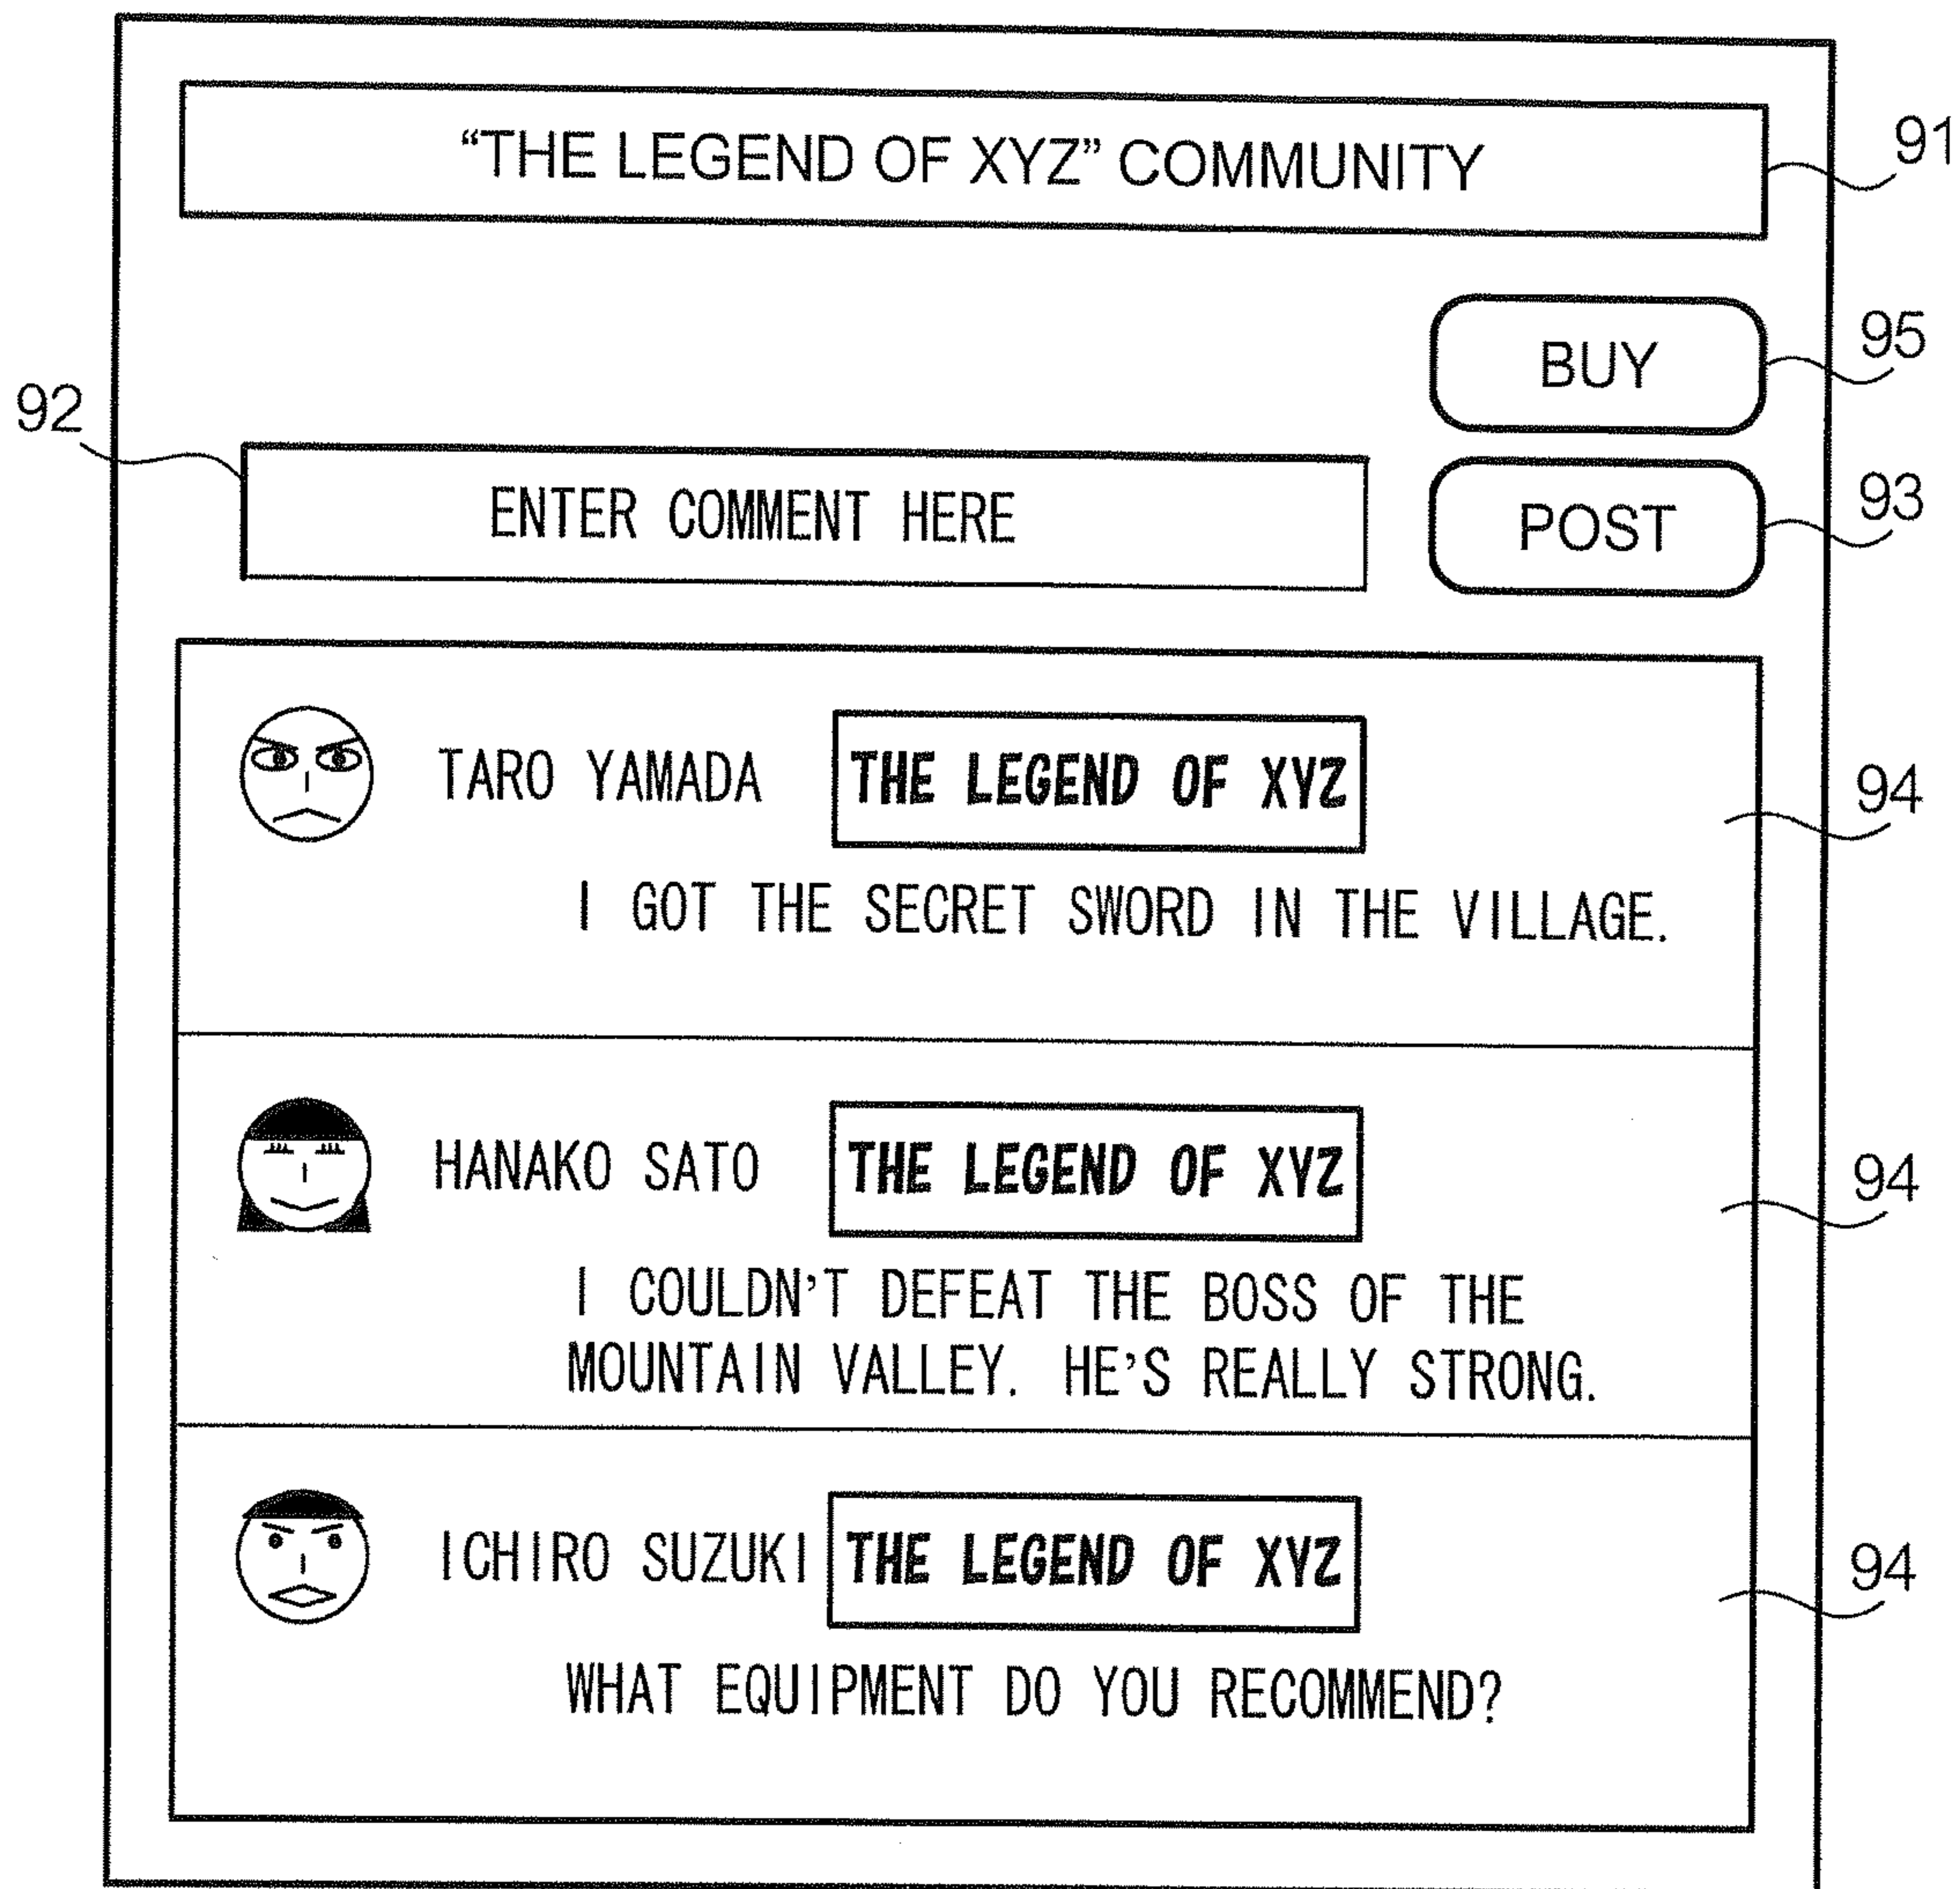 “THE LEGEND OF XYZ” COMMUNITY
91
BUY
95
92
ENTER COMMENT HERE
POST
93
TARO YAMADA
THE LEGEND OF XYZ
94
I GOT THE SECRET SWORD IN THE VILLAGE.
HANAKO SATO
THE LEGEND OF XYZ
94
I COULDN’T DEFEAT THE BOSS OF THE
MOUNTAIN VALLEY. HE’S REALLY STRONG.
ICHIRO SUZUKI
THE LEGEND OF XYZ
94
WHAT EQUIPMENT DO YOU RECOMMEND?